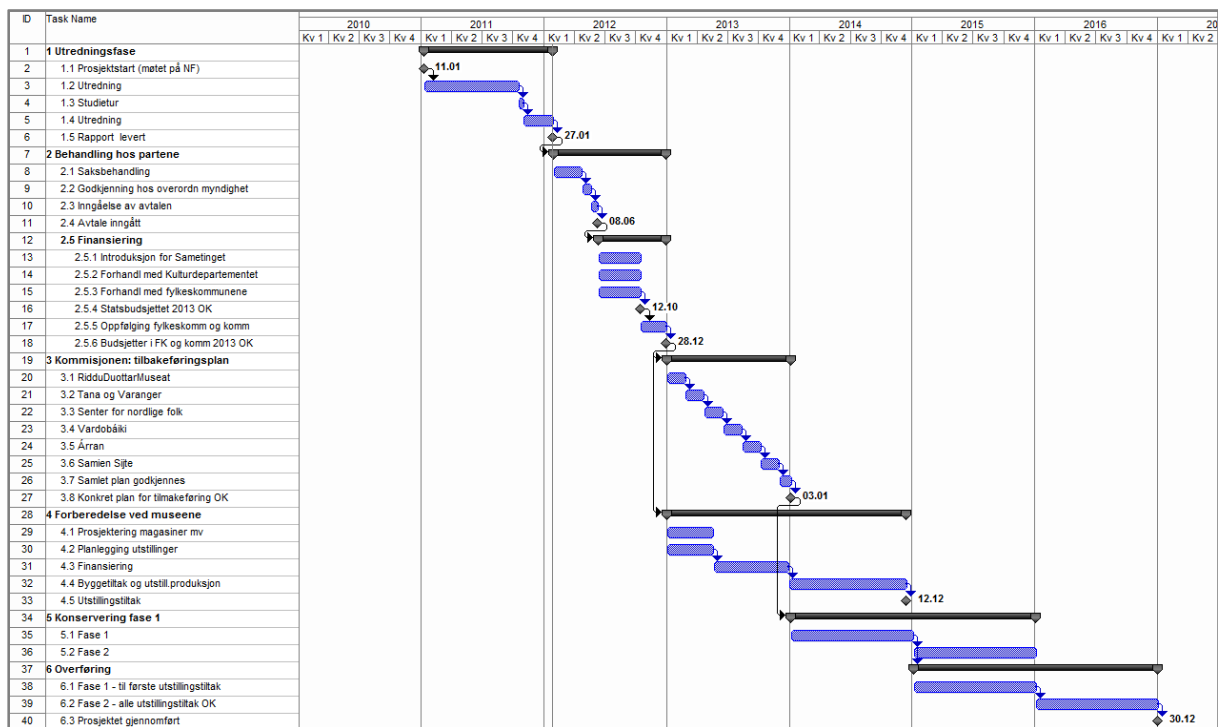 ID Task Name 2010 2011 2012 2013 2014 2015 2016 20
Kv 1 Kv 2 Kv 3 Kv 4 Kv 1 Kv 2 Kv 3 Kv 4 Kv 1 Kv 2 Kv 3 Kv 4 Kv 1 Kv 2 Kv 3 Kv 4 Kv 1 Kv 2 Kv 3 Kv 4 Kv 1 Kv 2 Kv 3 Kv 4 Kv 1 Kv 2 Kv 3 Kv 4 Kv 1 Kv 2
1 1 Utredningsfase
2 1.1 Prosjektstart (møtet på NF) 11.01
3 1.2 Utredning
4 1.3 Studietur
5 1.4 Utredning
6 1.5 Rapport levert 27.01
7 2 Behandling hos partene
8 2.1 Saksbehandling
9 2.2 Godkjenning hos overordn myndighet
10 2.3 Inngåelse av avtalen
11 2.4 Avtale inngått 08.06
12 2.5 Finansiering
13 2.5.1 Introduksjon for Sametinget
14 2.5.2 Forhandl med Kulturdepartementet
15 2.5.3 Forhandl med fylkeskommunene
16 2.5.4 Statsbudsjettet 2013 OK 12.10
17 2.5.5 Oppfølging fylkeskomm og komm
18 2.5.6 Budsjetter i FK og komm 2013 OK 28.12
19 3 Kommisjonen: tilbakeføringsplan
20 3.1 RidduDuottarMuseat
21 3.2 Tana og Varanger
22 3.3 Senter for nordlige folk
23 3.4 Vardobáiki
24 3.5 Árran
25 3.6 Samien Sijte
26 3.7 Samlet plan godkjennes
27 3.8 Konkret plan for tilmakeføring OK 03.01
28 4 Forberedelse ved museene
29 4.1 Prosjektering magasiner mv
30 4.2 Planlegging utstillinger
31 4.3 Finansiering
32 4.4 Byggetiltak og utstill.produksjon
33 4.5 Utstillingstiltak 12.12
34 5 Konservering fase 1
35 5.1 Fase 1
36 5.2 Fase 2
37 6 Overføring
38 6.1 Fase 1 - til første utstillingstiltak
39 6.2 Fase 2 - alle utstillingstiltak OK
40 6.3 Prosjektet gjennomført 30.12